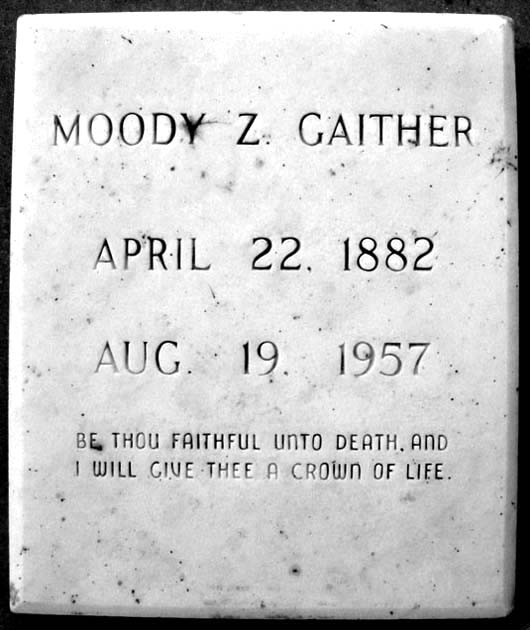 MOODY Z. GAITHER
APRIL 22, 1882
AUG. 19, 1957
BE THOU FAITHFUL UNTO DEATH, AND
I WILL GIVE THEE A CROWN OF LIFE.